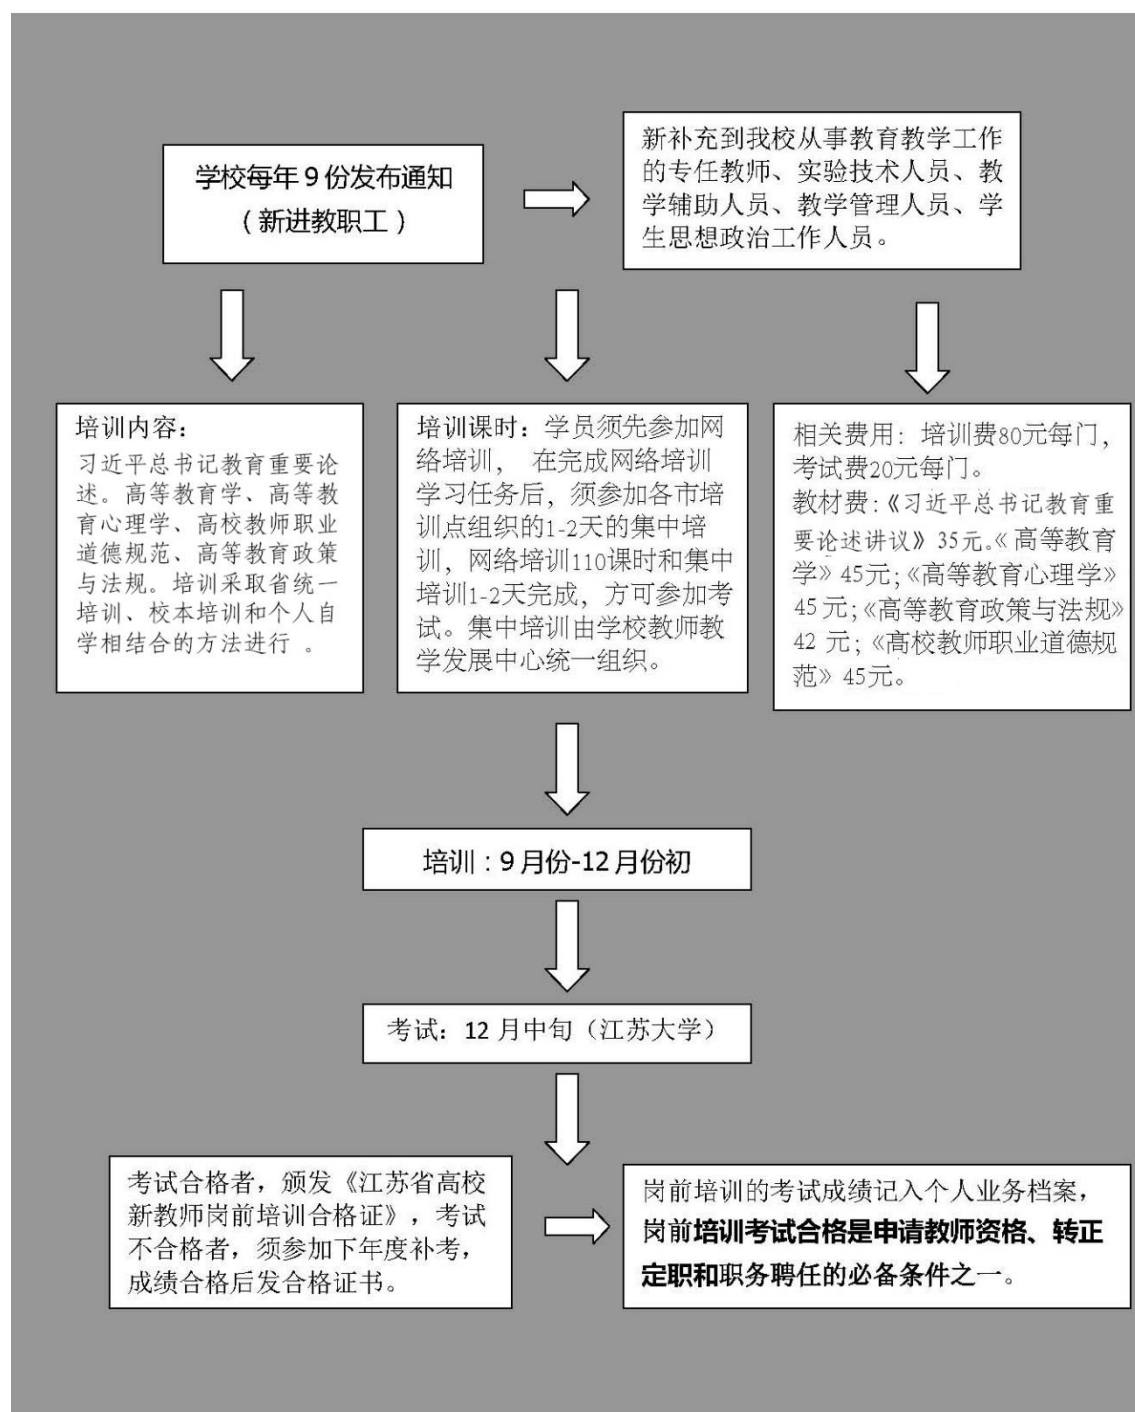 学校每年 9 份发布通知
（新进教职工）
新补充到我校从事教育教学工作
的专任教师、实验技术人员、教
学辅助人员、教学管理人员、学
生思想政治工作人员。
培训内容：
习近平总书记教育重要论
述。高等教育学、高等教
育心理学、高校教师职业
道德规范、高等教育政策
与法规。培训采取省统一
培训、校本培训和个人自
学相结合的方法进行 。
培训课时：学员须先参加网
络培训， 在完成网络培训
学习任务后，须参加各市培
训点组织的1-2天的集中培
训，网络培训110课时和集中
培训1-2天完成，方可参加考
试。集中培训由学校教师教
学发展中心统一组织。
相关费用：培训费80元每门，
考试费20元每门。
教材费：《习近平总书记教育重
要论述讲议》35元。《高等教育
学》45元；《高等教育心理学》
45元；《高等教育政策与法规》
42 元；《高校教师职业道德规
范》45元。
培训：9 月份-12 月份初
考试：12 月中旬（江苏大学）
考试合格者，颁发《江苏省高校
新教师岗前培训合格证》，考试
不合格者，须参加下年度补考，
成绩合格后发合格证书。
岗前培训的考试成绩记入个人业务档案，
岗前培训考试合格是申请教师资格、转正
定职和职务聘任的必备条件之一。